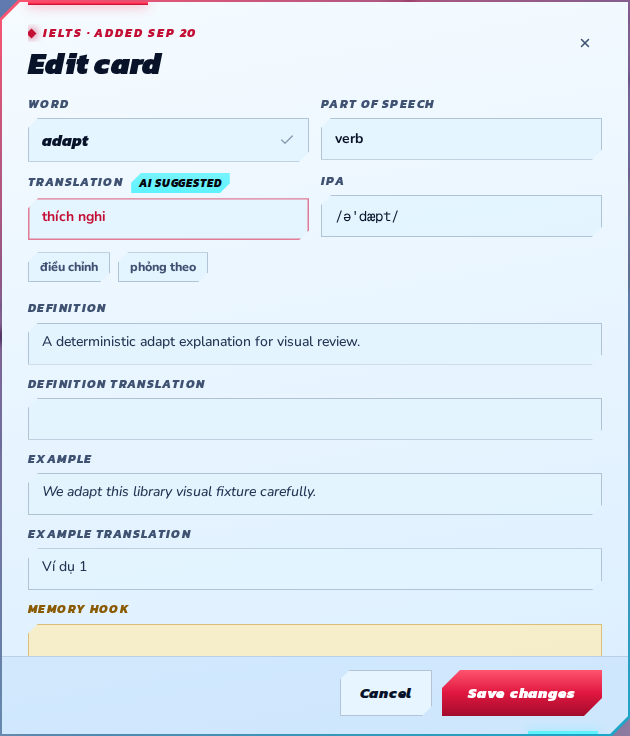 IELTS · ADDED SEP 20
Edit card
WORD
PART OF SPEECH
adapt
verb
TRANSLATION AI SUGGESTED
IPA
thích nghi
/əˈdæpt/
điều chỉnh
phỏng theo
DEFINITION
A deterministic adapt explanation for visual review.
DEFINITION TRANSLATION
EXAMPLE
We adapt this library visual fixture carefully.
EXAMPLE TRANSLATION
Ví dụ 1
MEMORY HOOK
Cancel
Save changes